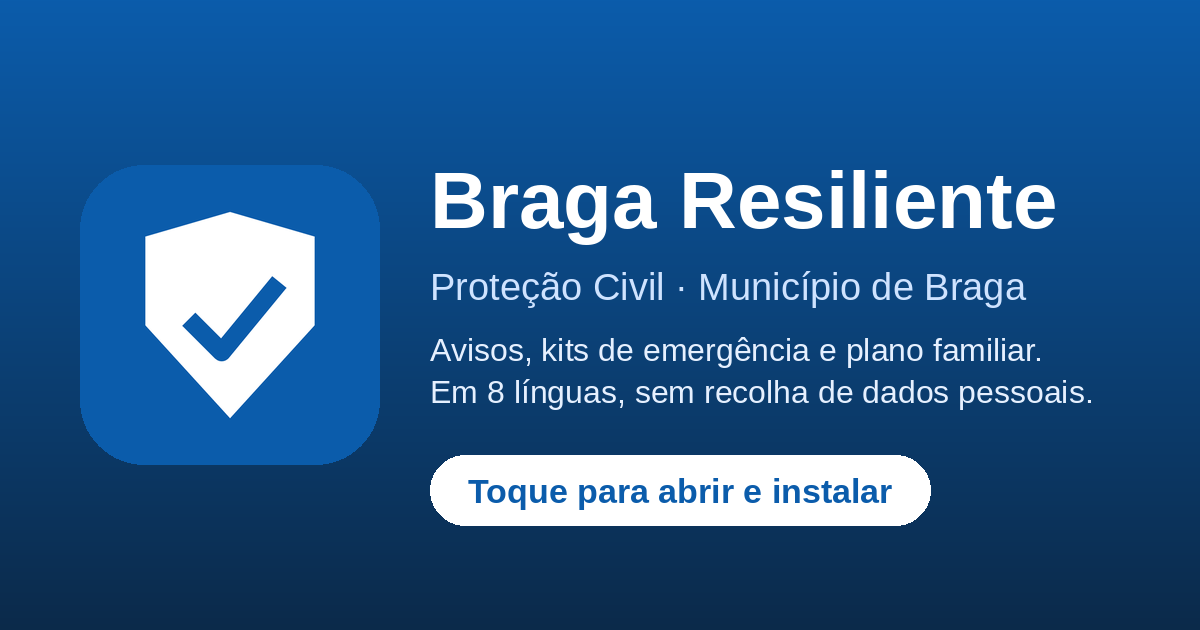 Braga Resiliente
Proteção Civil · Município de Braga
Avisos, kits de emergência e plano familiar.
Em 8 línguas, sem recolha de dados pessoais.
Toque para abrir e instalar